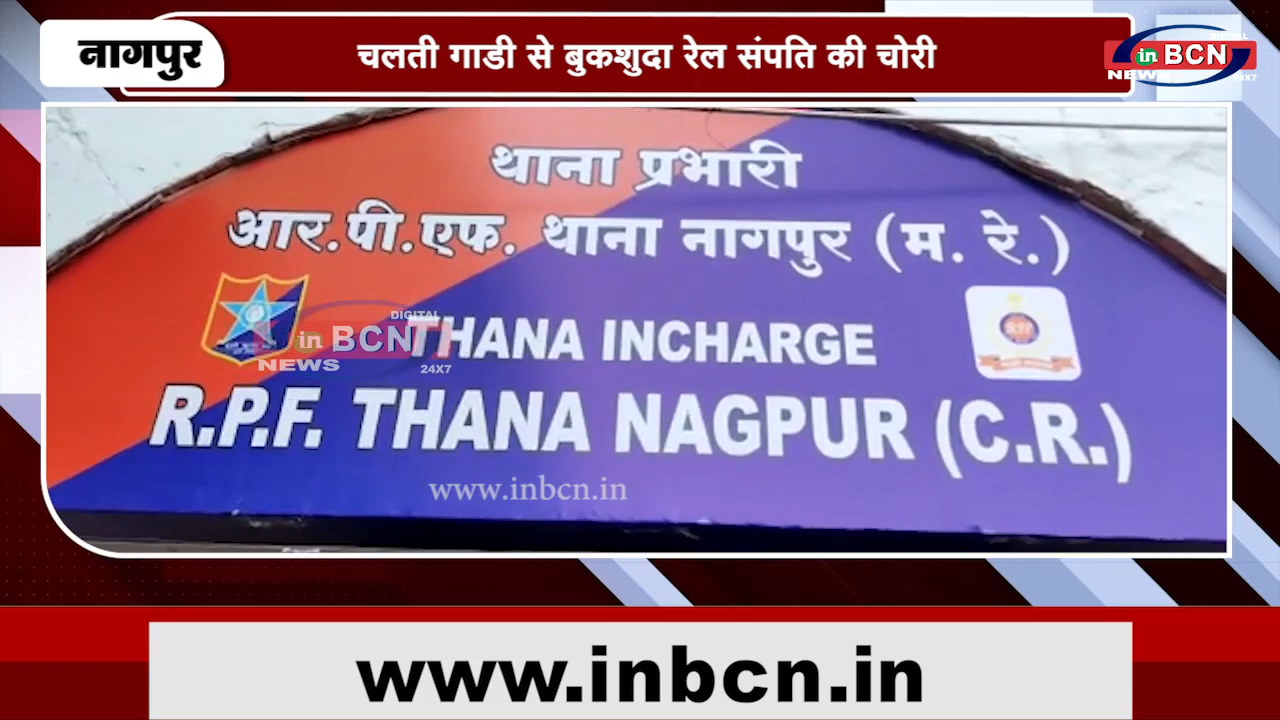 नागपुर
चलती गाडी से बुकशुदा रेल संपति की चोरी
DIGITAL
in BCN
NEWS 24X7
थाना प्रभारी
आर.पी.एफ. थाना नागपुर (म. रे.)
DIGITAL
in BCN
NEWS 24X7
THANA INCHARGE
R.P.F. THANA NAGPUR (C.R.)
www.inbcn.in
www.inbcn.in